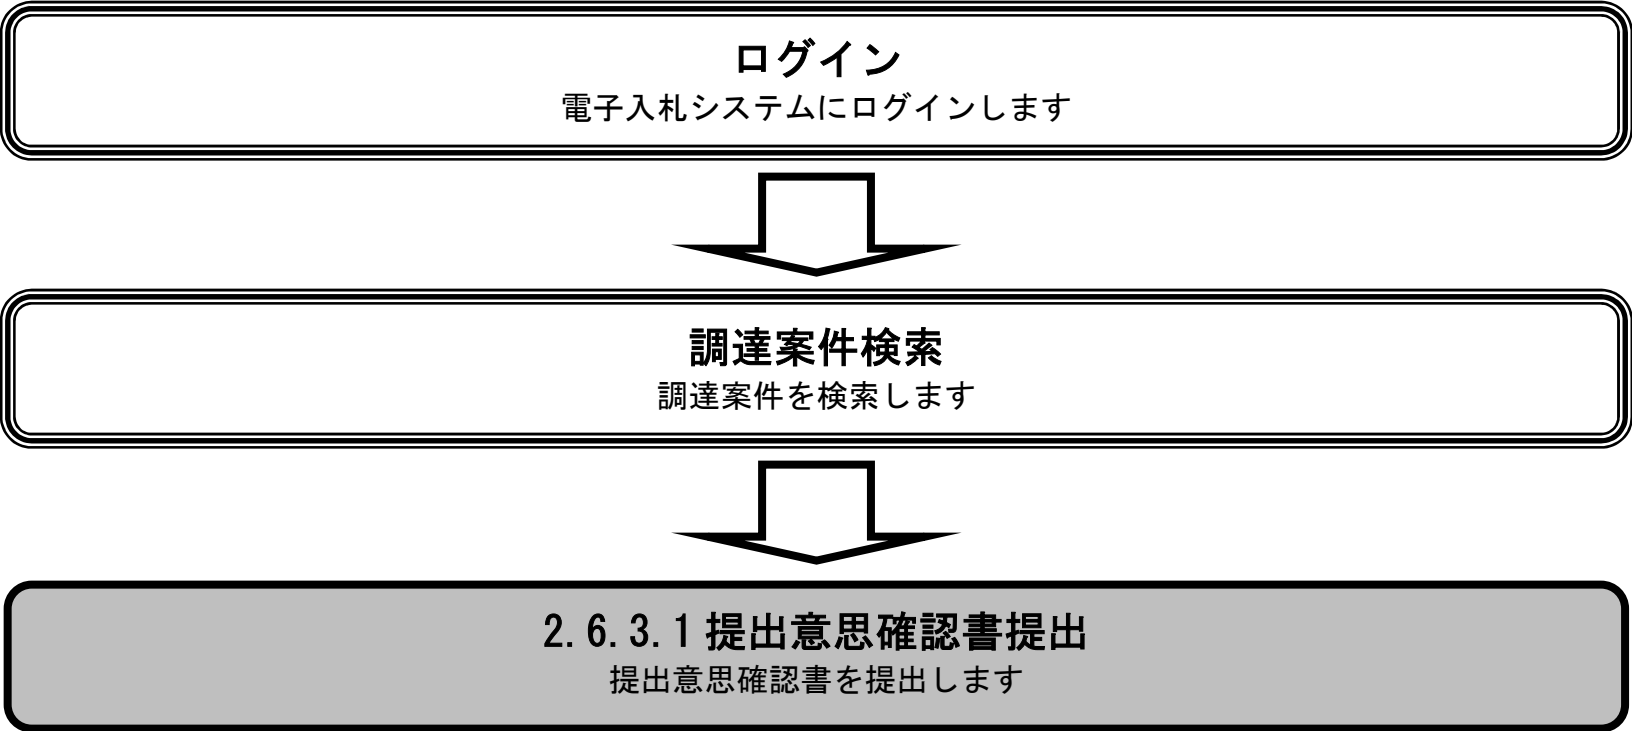 ログイン
電子入札システムにログインします
調達案件検索
調達案件を検索します
2.6.3.1提出意思確認書提出
提出意思確認書を提出します